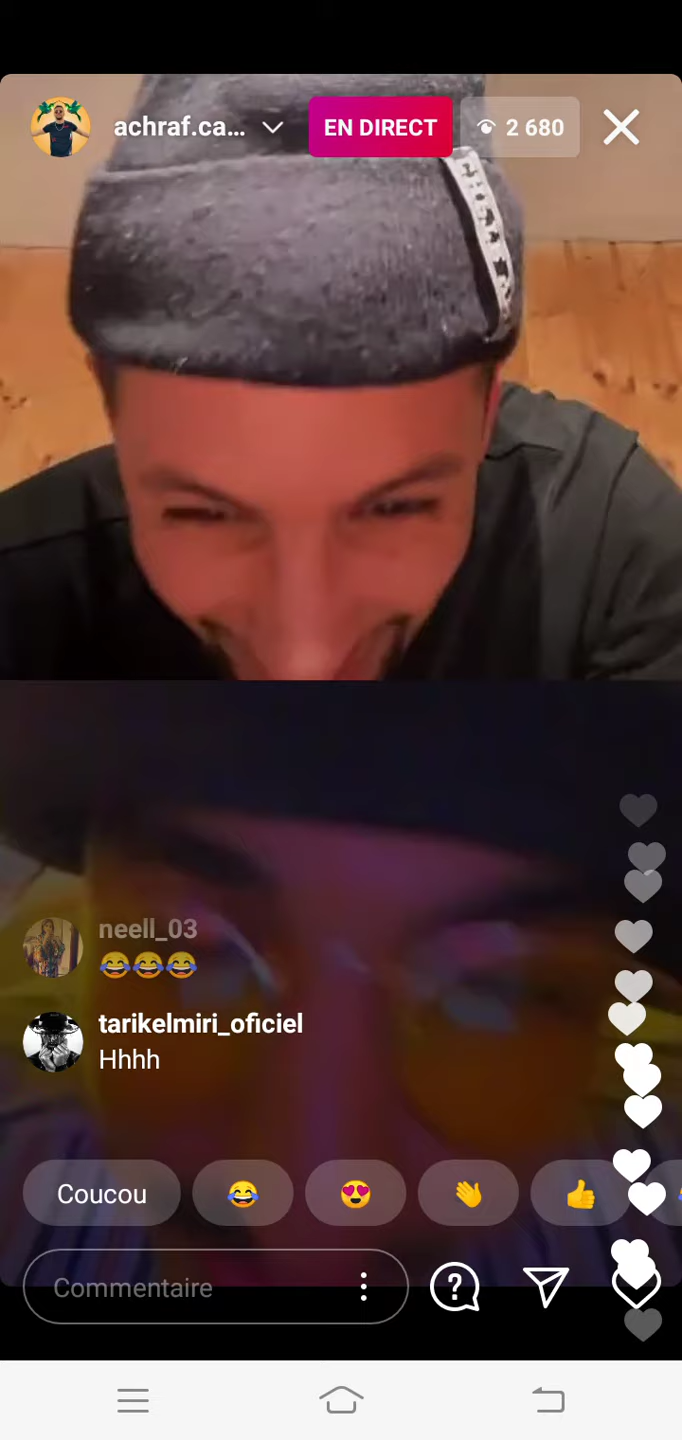 achraf.ca...
EN DIRECT
2 680
neell_03
😂😂😂
tarikelmiri_oficiel
Hhhh
Coucou
Commentaire